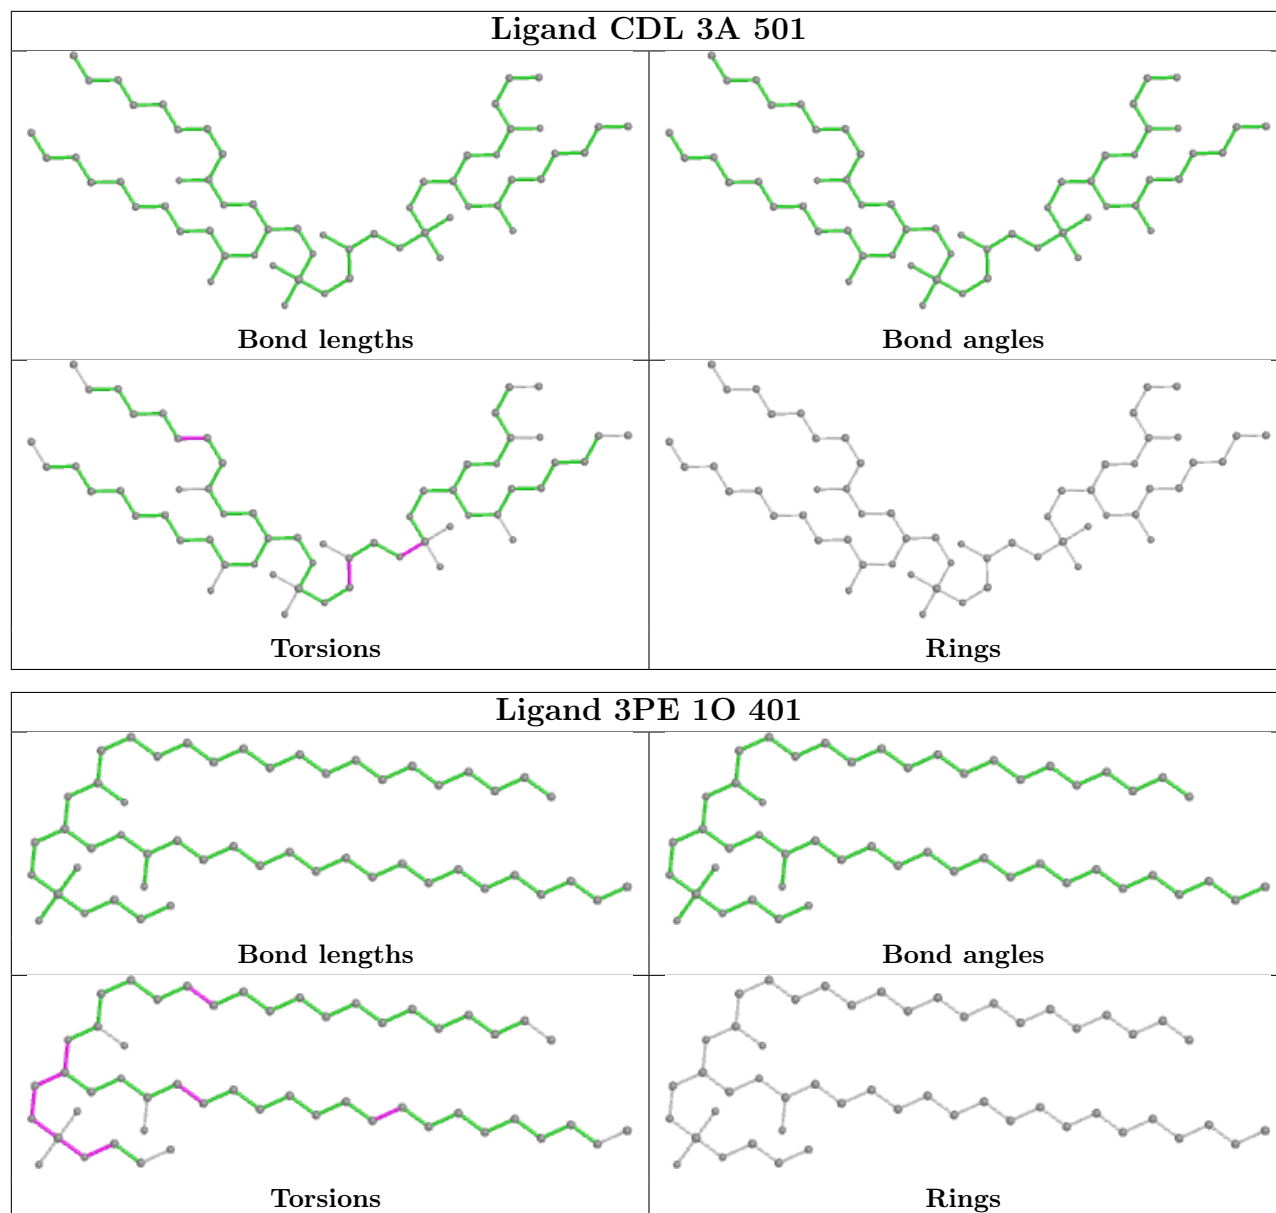 Ligand CDL 3A 501
Bond lengths
Bond angles
Torsions
Rings
Ligand 3PE 1O 401
Bond lengths
Bond angles
Torsions
Rings